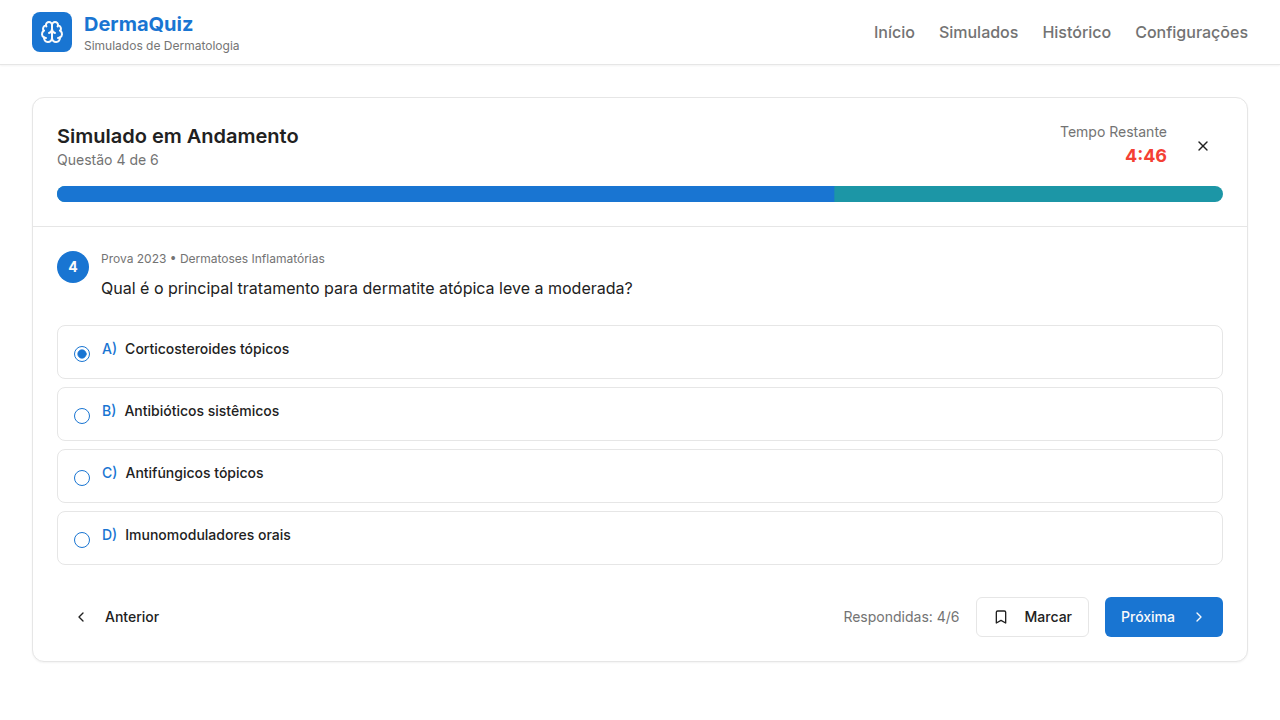 DermaQuiz
Simulados de Dermatologia
Início
Simulados
Histórico
Configurações
Simulado em Andamento
Questão 4 de 6
Tempo Restante
4:46
4
Prova 2023 • Dermatoses Inflamatórias
Qual é o principal tratamento para dermatite atópica leve a moderada?
A) Corticosteroides tópicos
B) Antibióticos sistêmicos
C) Antifúngicos tópicos
D) Imunomoduladores orais
Anterior
Respondidas: 4/6
Marcar
Próxima